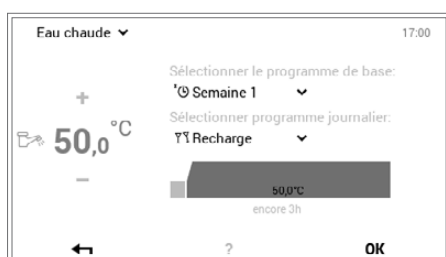 Eau chaude
17:00
Sélectionner le programme de base:
Semaine 1
Sélectionner programme journalier:
Recharge
+
50,0°C
−
50,0°C
encore 3h
?
OK